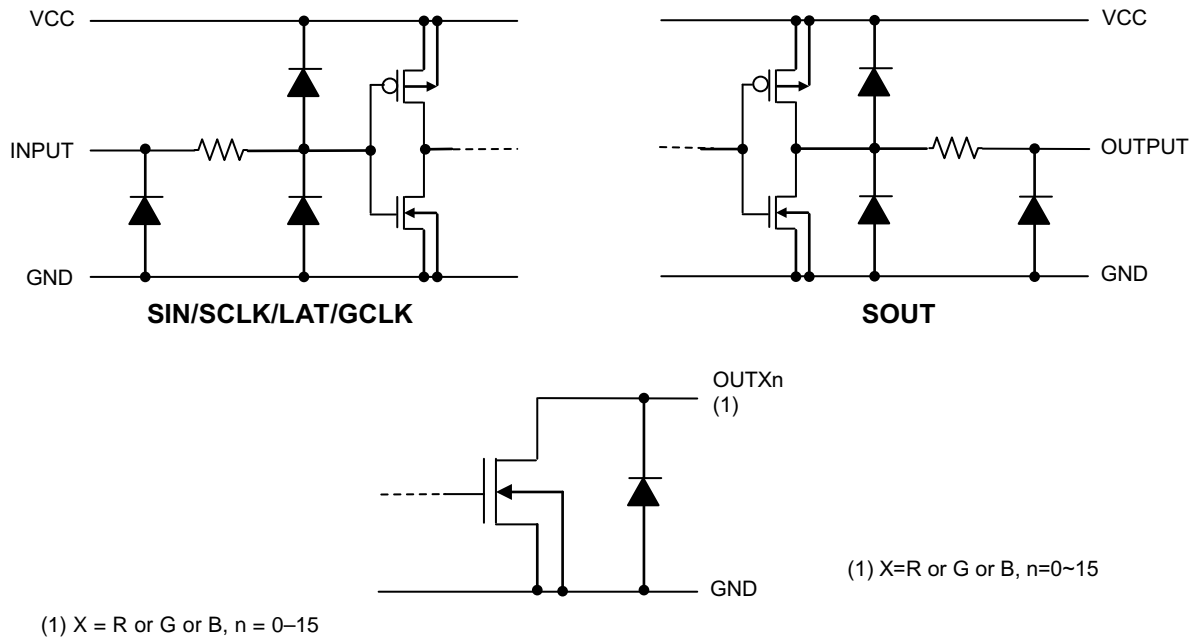 VCC
INPUT
GND
SIN/SCLK/LAT/GCLK
VCC
OUTPUT
GND
SOUT
OUTXn
(1)
GND
(1) X=R or G or B, n=0~15
(1) X = R or G or B, n = 0–15